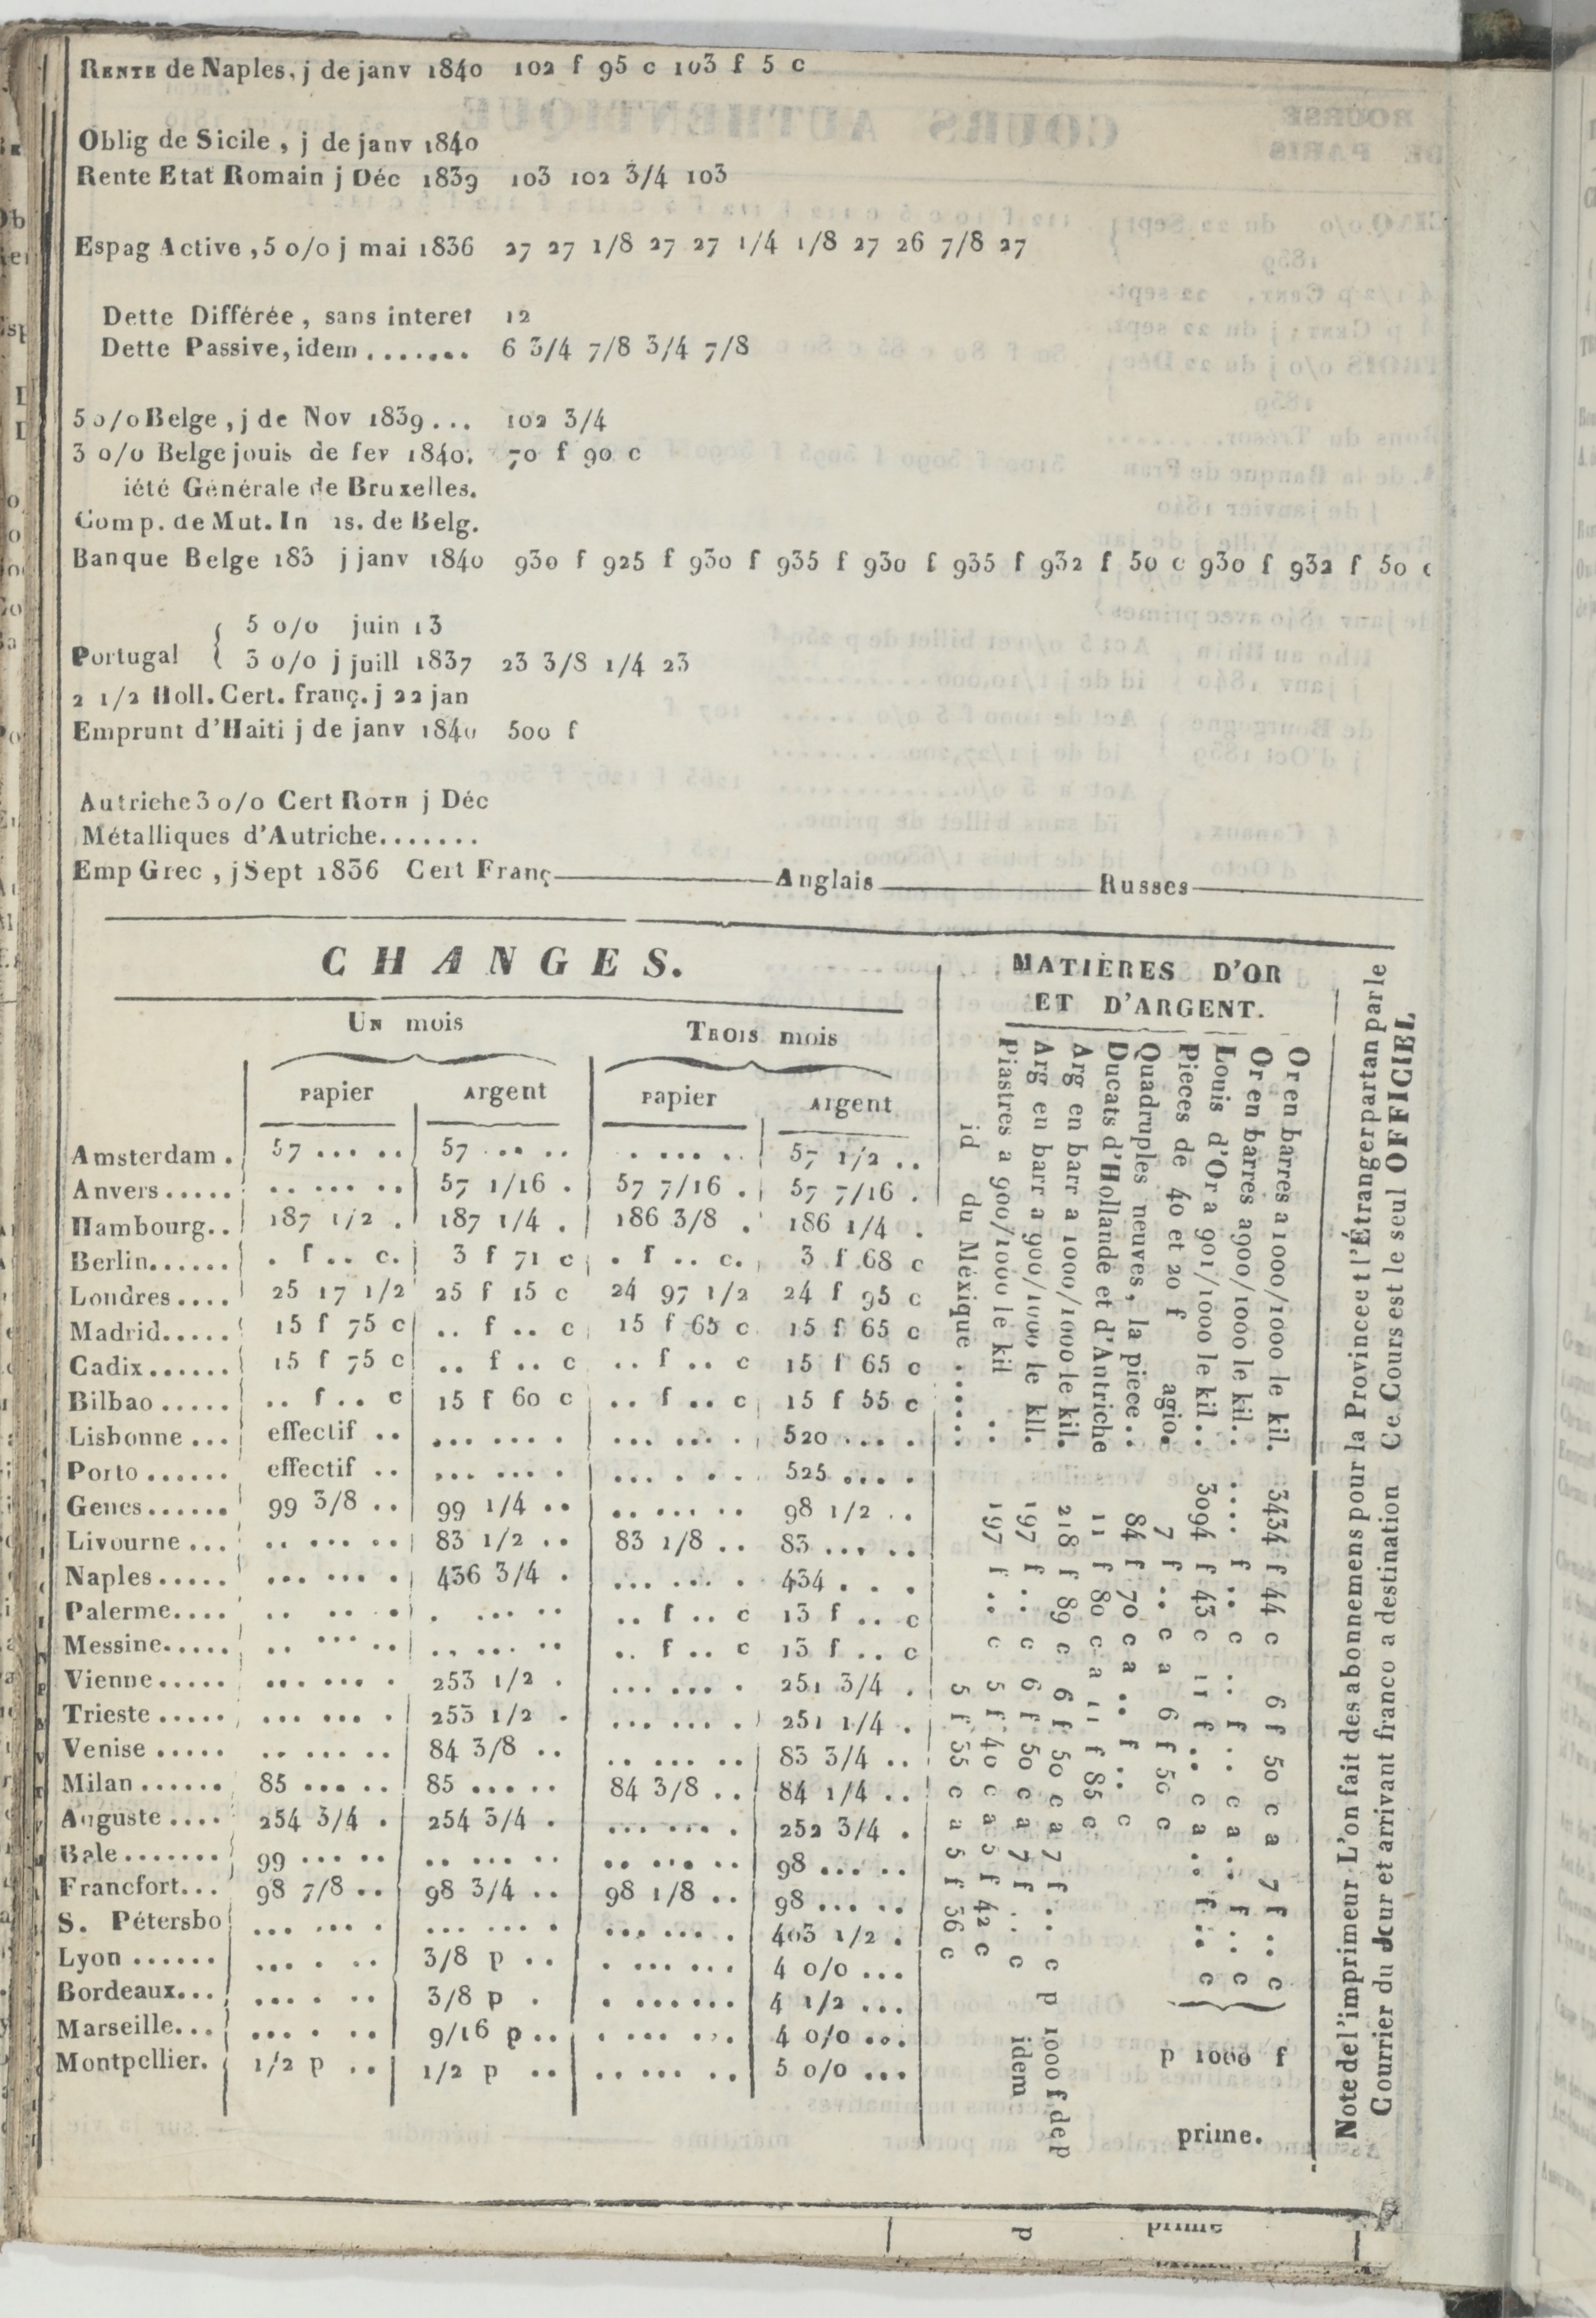 RENTE de Naples, j de janv 1840 102 f 95 c 103 f 5 c
Oblig de Sicile, j de janv 1840
Rente Etat Romain j Déc 1839 103 102 3/4 103
Espag Active, 5 o/o j mai 1836 27 27 1/8 27 27 1/4 1/8 27 26 7/8 27
Dette Différée, sans interet 12
Dette Passive, idem ....... 6 3/4 7/8 3/4 7/8
5 o/o Belge, j de Nov 1839 ... 102 3/4
3 o/o Belge jouis de fev 1840. 70 f 90 c
iété Générale de Bruxelles.
Comp. de Mut. In is. de Belg.
Banque Belge 183 j janv 1840 930 f 925 f 930 f 935 f 930 f 935 f 932 f 50 c 930 f 932 f 50 c
5 o/o juin 13
Portugal { 3 o/o j juill 1837 23 3/8 1/4 23
2 1/2 Holl. Cert. franç. j 22 jan
Emprunt d'Haiti j de janv 1840 500 f
Autriche 3 o/o Cert ROTH j Déc
Métalliques d'Autriche.......
Emp Grec, j Sept 1836 Cert Franç Anglais Russes
CHANGES.
UN mois TROIS mois
Papier Argent Papier Argent
Amsterdam . 57 ... .. 57 ... .. . .... . 57 1/2 ..
Anvers ..... .. ... .. 57 1/16 . 57 7/16 . 57 7/16 .
Hambourg.. 187 1/2 . 187 1/4 . 186 3/8 . 186 1/4 .
Berlin...... . f .. c. 3 f 71 c . f .. c. 3 f 68 c
Londres .... 25 17 1/2 25 f 15 c 24 97 1/2 24 f 95 c
Madrid..... 15 f 75 c .. f .. c 15 f 65 c 15 f 65 c
Cadix...... 15 f 75 c .. f .. c .. f .. c 15 f 65 c
Bilbao ..... .. f .. c 15 f 60 c .. f .. c 15 f 55 c
Lisbonne ... effectif .. ... ... . ... ... . 520 ... .
Porto ...... effectif .. ... ... . ... . . . 525 ... .
Genes ...... 99 3/8 .. 99 1/4 .. .. ... .. 98 1/2 ..
Livourne ... .. ... .. 83 1/2 .. 83 1/8 .. 83 ... ..
Naples ..... ... ... . 436 3/4 . ... ... . 434 . . .
Palerme.... .. .. . . ... .. .. f .. c 13 f .. c
Messine..... .. ... .. .. ... .. .. f .. c 13 f .. c
Vienne..... ... ... . 253 1/2 . ... ... . 251 3/4 .
Trieste ..... ... ... . 253 1/2 . ... ... . 251 1/4 .
Venise ..... .. ... .. 84 3/8 .. .. ... .. 83 3/4 ..
Milan ...... 85 ... .. 85 ... .. 84 3/8 .. 84 1/4 ..
Auguste .... 254 3/4 . 254 3/4 . ... ... . 252 3/4 .
Bale ....... 99 ... .. .. ... .. .. ... .. 98 ... ..
Francfort... 98 7/8 .. 98 3/4 .. 98 1/8 .. 98 ... ..
S. Pétersbo ... ... . ... ... . ... ... . 403 1/2 .
Lyon ...... ... . .. 3/8 p .. . ... ... 4 o/o ...
Bordeaux... ... . .. 3/8 p . . ... ... 4 1/2 ...
Marseille... ... . .. 9/16 p .. . ... .. 4 o/o ...
Montpellier. 1/2 p .. 1/2 p .. .. ... .. 5 o/o ...
MATIÈRES D'OR
ET D'ARGENT.
Or en barres a 1000/1000 le kil. 3434 f 44 c 6 f 50 c a 7 f .. c
Or en barres a 900/1000 le kil.. .... f .. c .. f .. c a .. f .. c
Louis d'Or a 901/1000 le kil .. 3094 f 43 c 11 f .. c a .. f .. c
Pieces de 40 et 20 f agio. 7 f .. c a 6 f 50 c
Quadruples neuves, la piece .. 84 f 70 c a .. f .. c
Ducats d'Hollande et d'Autriche 11 f 80 c a 11 f 85 c
Arg en barr a 1000/1000 le kil. 218 f 89 c 6 f 50 c a 7 f .. c p 1000 f de p
Arg en barr a 900/1000 le kil. 197 f .. c 6 f 50 c a 7 f .. c idem
Piastres a 900/1000 le kil .. 197 f .. c 5 f 40 c a 5 f 42 c
id du Méxique ...... 5 f 35 c a 5 f 36 c
p 1000 f
prime.
Note de l'imprimeur L'on fait des abonnemens pour la Province et l'Étranger partan par le
Courrier du Jour et arrivant franco a destination Ce Cours est le seul OFFICIEL
p prime